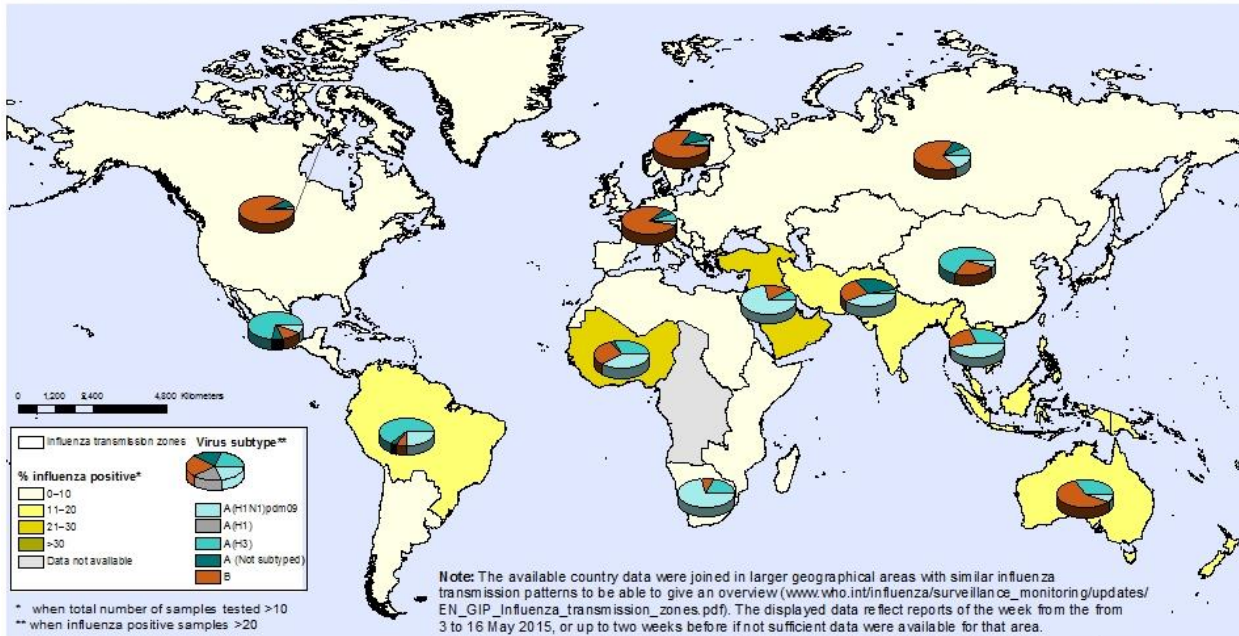 0 1,200 2,400 4,800 Kilometers
Influenza transmission zones
Virus subtype**
% influenza positive*
0–10
11–20
21–30
>30
Data not available
A(H1N1)pdm09
A(H1)
A(H3)
A (Not subtyped)
B
* when total number of samples tested >10
** when influenza positive samples >20
Note: The available country data were joined in larger geographical areas with similar influenza
transmission patterns to be able to give an overview (www.who.int/influenza/surveillance_monitoring/updates/
EN_GIP_Influenza_transmission_zones.pdf). The displayed data reflect reports of the week from the from
3 to 16 May 2015, or up to two weeks before if not sufficient data were available for that area.